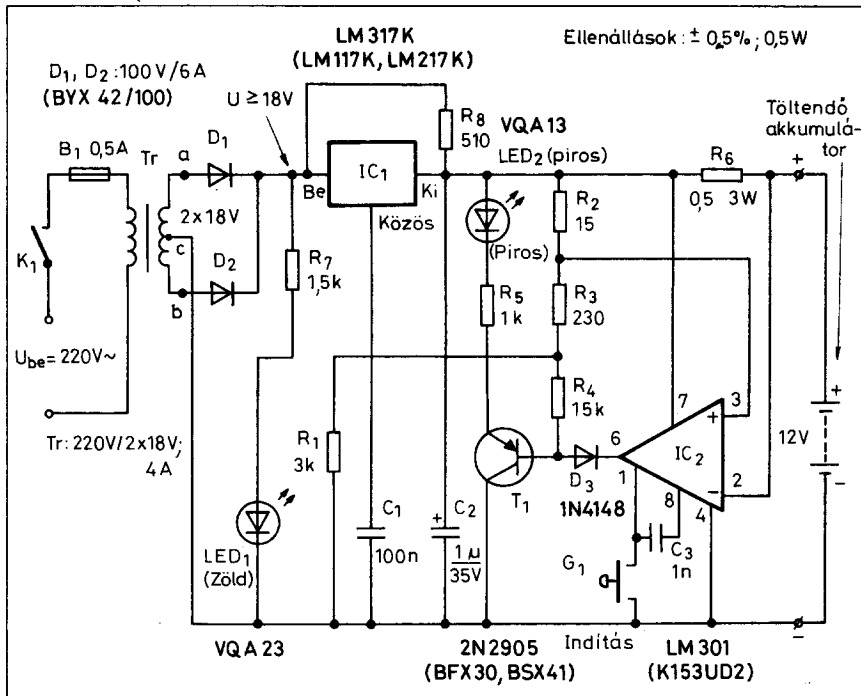 LM 317K
(LM117K, LM217K)
Ellenállások: ± 0,5%; 0,5W
D₁, D₂ :100 V/6 A
(BYX 42/100)
U ≥ 18V
R₈
510
VQA13
LED₂ (piros)
Töltendő
akkumulá-
tor
B₁ 0,5A
Tr
a
D₁
Be
IC₁
Ki
Közös
R₆
0,5 3W
+
2x18V
c
K₁
D₂
b
R₇
1,5k
(Piros)
R₂
15
R₅
1k
R₃
230
Ube = 220V~
R₄
15k
7
3
+
6
IC₂
2
−
1
8
4
12V
+
−
Tr: 220V/2x18V;
4A
R₁
3k
T₁
D₃
1N4148
LED₁
(Zöld)
C₁
100n
+
C₂
1µ
35V
C₃
1n
G₁
Indítás
−
VQA 23
2N2905
(BFX30, BSX41)
LM 301
(K153UD2)